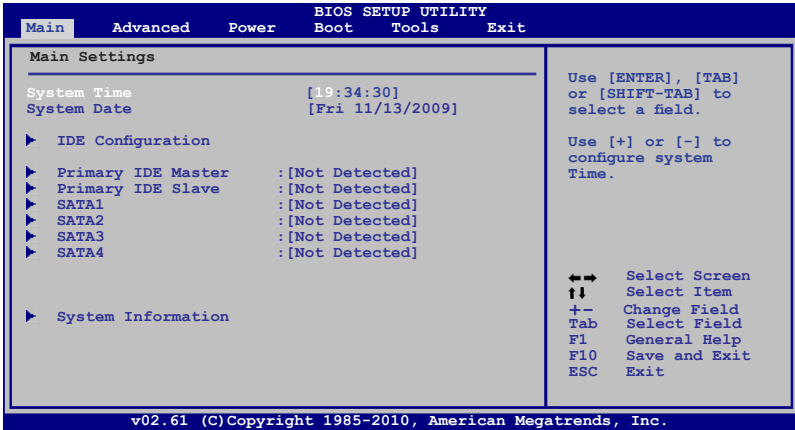 BIOS SETUP UTILITY
Main Advanced Power Boot Tools Exit
Main Settings
System Time [19:34:30]
System Date [Fri 11/13/2009]
IDE Configuration
Primary IDE Master :[Not Detected]
Primary IDE Slave :[Not Detected]
SATA1 :[Not Detected]
SATA2 :[Not Detected]
SATA3 :[Not Detected]
SATA4 :[Not Detected]
System Information
Use [ENTER], [TAB]
or [SHIFT-TAB] to
select a field.
Use [+] or [-] to
configure system
Time.
←→ Select Screen
↑↓ Select Item
+- Change Field
Tab Select Field
F1 General Help
F10 Save and Exit
ESC Exit
v02.61 (C)Copyright 1985-2010, American Megatrends, Inc.